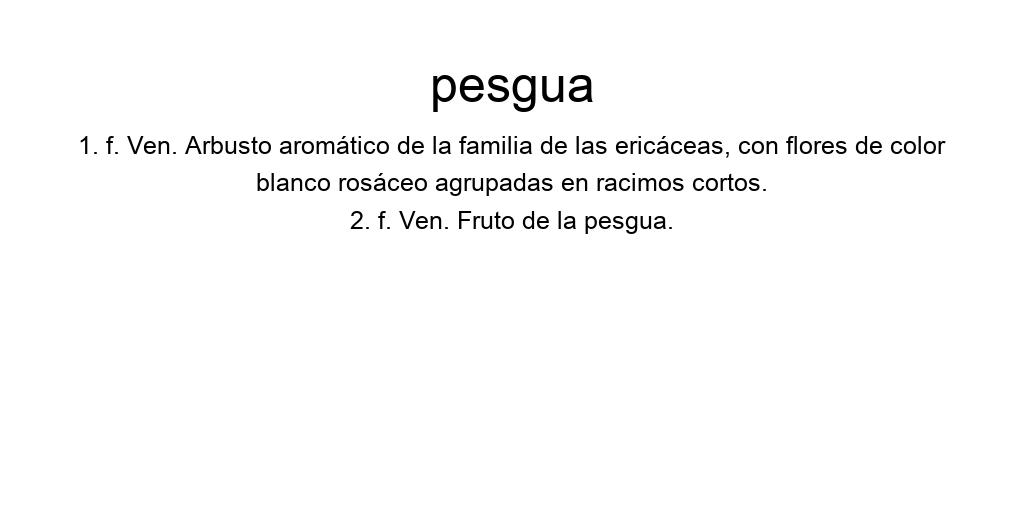 pesgua
1. f. Ven. Arbusto aromático de la familia de las ericáceas, con flores de color
blanco rosáceo agrupadas en racimos cortos.
2. f. Ven. Fruto de la pesgua.